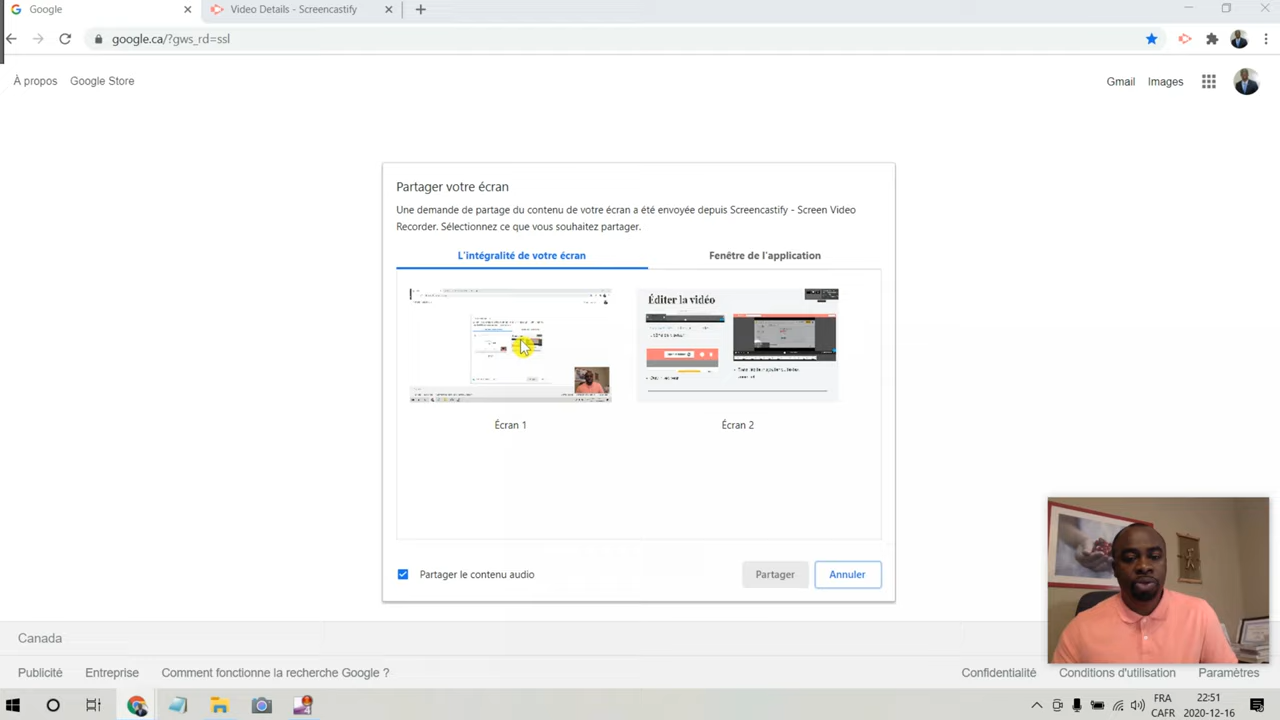 Google
Video Details - Screencastify
google.ca/?gws_rd=ssl
À propos Google Store
Gmail Images
Partager votre écran
Une demande de partage du contenu de votre écran a été envoyée depuis Screencastify - Screen Video
Recorder. Sélectionnez ce que vous souhaitez partager.
L'intégralité de votre écran
Fenêtre de l'application
Éditer la vidéo
Écran 1
Écran 2
Partager le contenu audio
Partager
Annuler
Canada
Publicité Entreprise Comment fonctionne la recherche Google ?
Confidentialité Conditions d'utilisation Paramètres
FRA
CAFR
22:51
2020-12-16